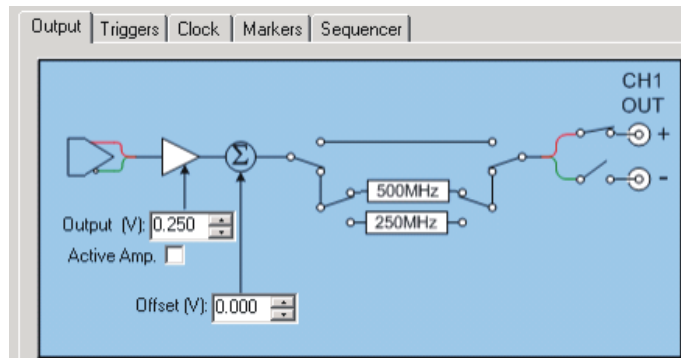 Output Triggers Clock Markers Sequencer
CH1
OUT
+
Σ
500MHz
-
250MHz
Output (V): 0.250
Active Amp.
Offset (V): 0.000